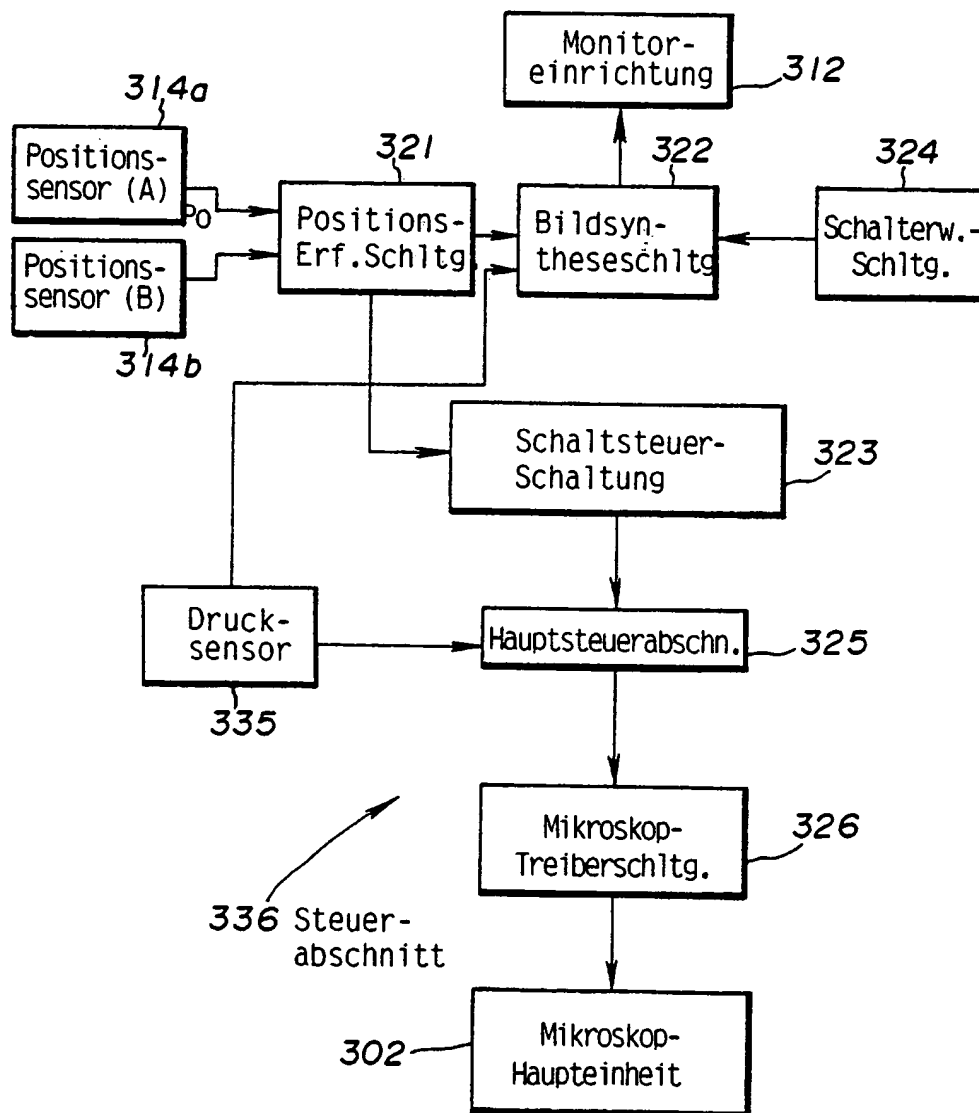 Monitor-
einrichtung
312
314a
Positions-
sensor (A)
PO
321
Positions-
Erf.Schltg.
322
Bildsyn-
theseschltg
324
Schalterw.-
Schltg.
Positions-
sensor (B)
314b
Schaltsteuer-
Schaltung
323
Druck-
sensor
335
Hauptsteuerabschn.
325
Mikroskop-
Treiberschltg.
326
336 Steuer-
abschnitt
302
Mikroskop-
Haupteinheit